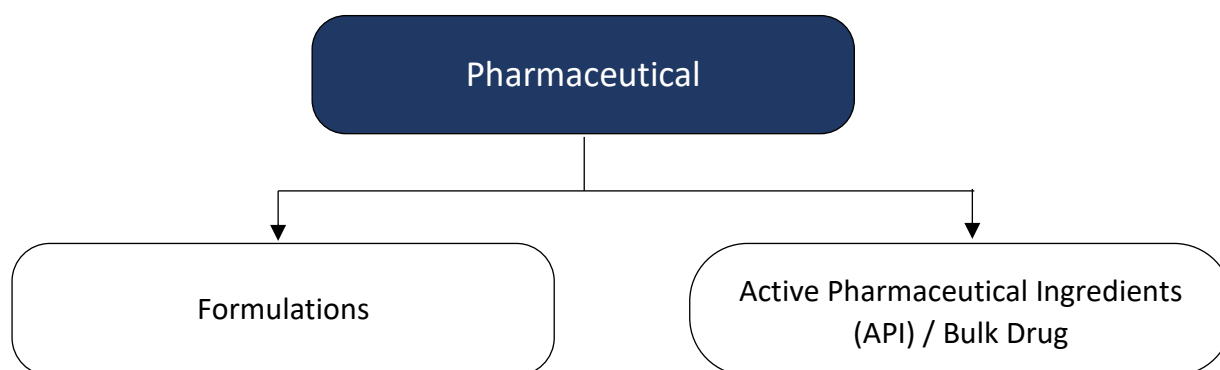 Pharmaceutical
Formulations
Active Pharmaceutical Ingredients
(API) / Bulk Drug